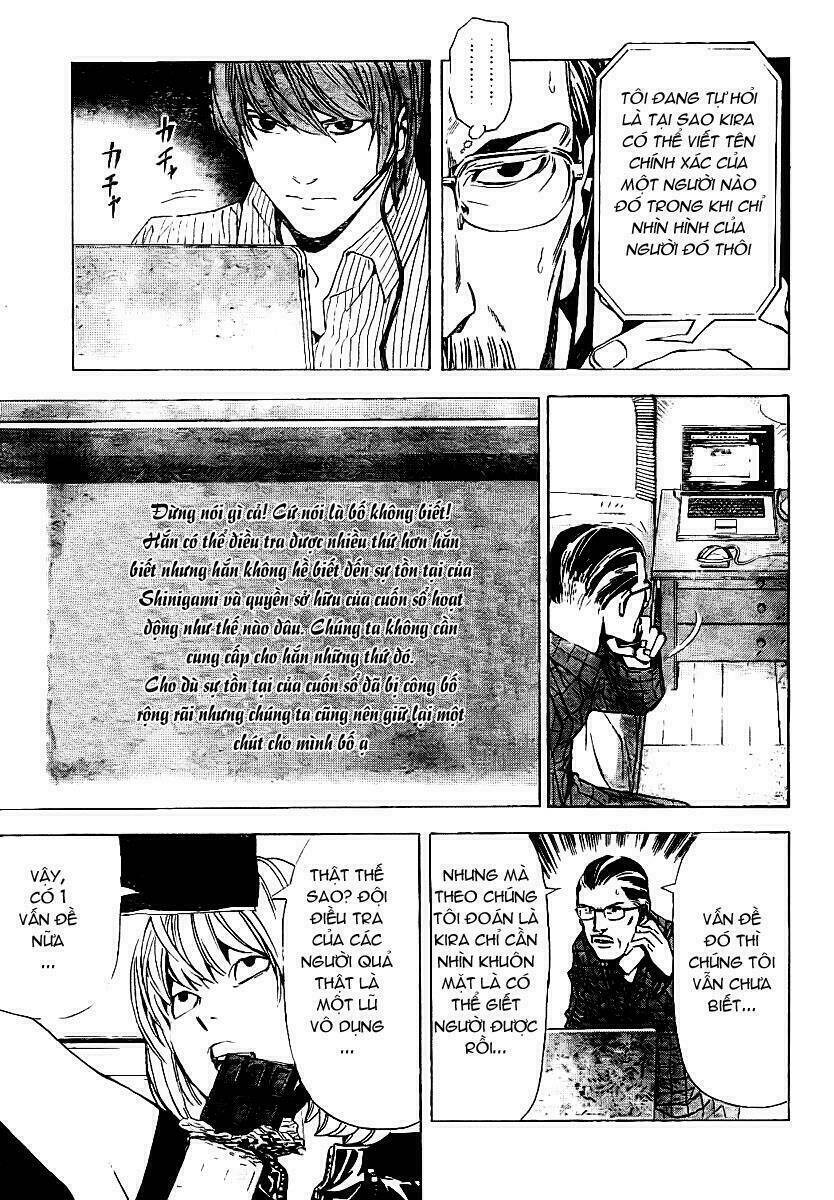 TÔI ĐANG TỰ HỎI
LÀ TẠI SAO KIRA
CÓ THỂ VIẾT TÊN
CHÍNH XÁC CỦA
MỘT NGƯỜI NÀO
ĐÓ TRONG KHI CHỈ
NHÌN HÌNH CỦA
NGƯỜI ĐÓ THÔI
.........
.........
カチャ
カチャ
Đừng nói gì cả! Cứ nói là bố không biết!
Hắn có thể điều tra được nhiều thứ hơn hắn
biết nhưng hắn không hề biết đến sự tồn tại của
Shinigami và quyền sở hữu của cuốn sổ hoạt
động như thế nào đâu. Chúng ta không cần
cung cấp cho hắn những thứ đó.
Cho dù sự tồn tại của cuốn sổ đã bị công bố
rộng rãi nhưng chúng ta cũng nên giữ lại một
chút cho mình bố ạ
VẤN ĐỀ
ĐÓ THÌ
CHÚNG TÔI
VẪN CHƯA
BIẾT...
NHƯNG MÀ
THEO CHÚNG
TÔI ĐOÁN LÀ
KIRA CHỈ CẦN
NHÌN KHUÔN
MẶT LÀ CÓ
THỂ GIẾT
NGƯỜI ĐƯỢC
RỒI...
THẬT THẾ
SAO? ĐỘI
ĐIỀU TRA
CỦA CÁC
NGƯỜI QUẢ
THẬT LÀ
MỘT LŨ
VÔ DỤNG
...
VẬY,
CÓ 1
VẤN ĐỀ
NỮA
...